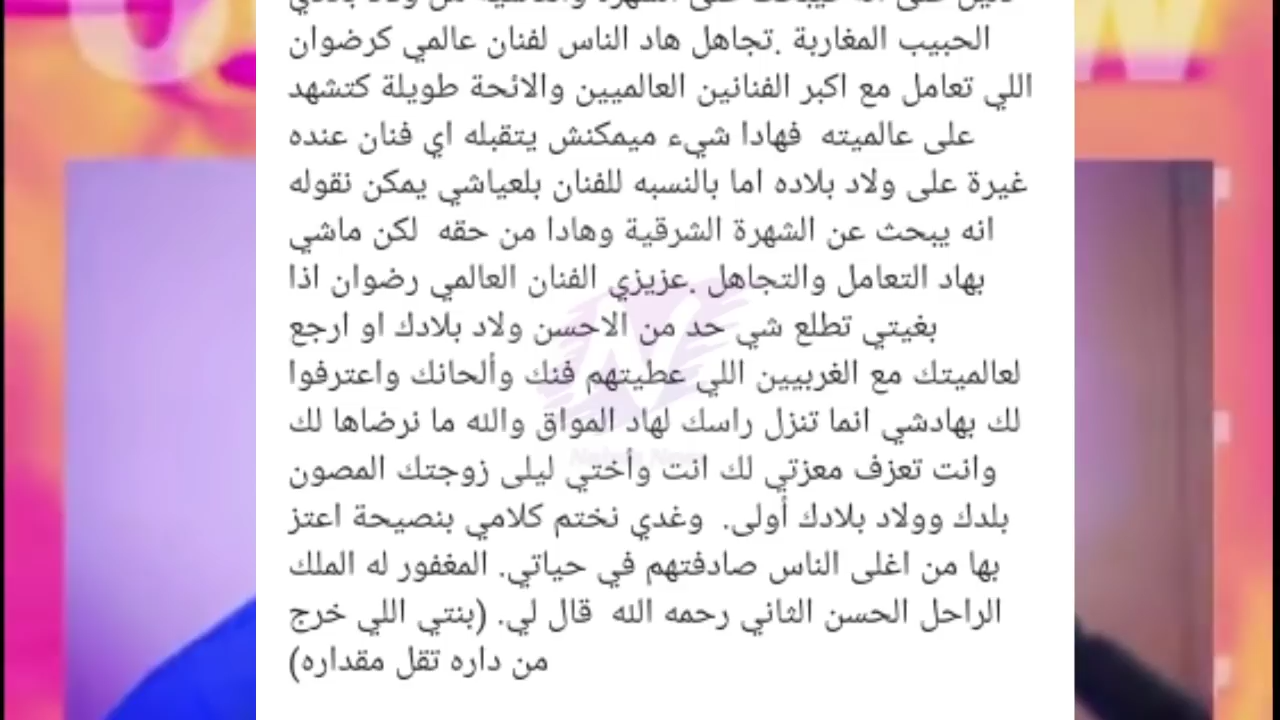 الحبيب المغاربة .تجاهل هاد الناس لفنان عالمي كرضوان
اللي تعامل مع اكبر الفنانين العالميين والائحة طويلة كتشهد
على عالميته فهادا شيء ميمكنش يتقبله اي فنان عنده
غيرة على ولاد بلاده اما بالنسبه للفنان بلعياشي يمكن نقوله
انه يبحث عن الشهرة الشرقية وهادا من حقه لكن ماشي
بهاد التعامل والتجاهل .عزيزي الفنان العالمي رضوان اذا
بغيتي تطلع شي حد من الاحسن ولاد بلادك او ارجع
لعالميتك مع الغربيين اللي عطيتهم فنك وألحانك واعترفوا
لك بهادشي انما تنزل راسك لهاد المواق والله ما نرضاها لك
وانت تعزف معزتي لك انت وأختي ليلى زوجتك المصون
بلدك وولاد بلادك أولى. وغدي نختم كلامي بنصيحة اعتز
بها من اغلى الناس صادفتهم في حياتي. المغفور له الملك
الراحل الحسن الثاني رحمه الله قال لي. (بنتي اللي خرج
من داره تقل مقداره)